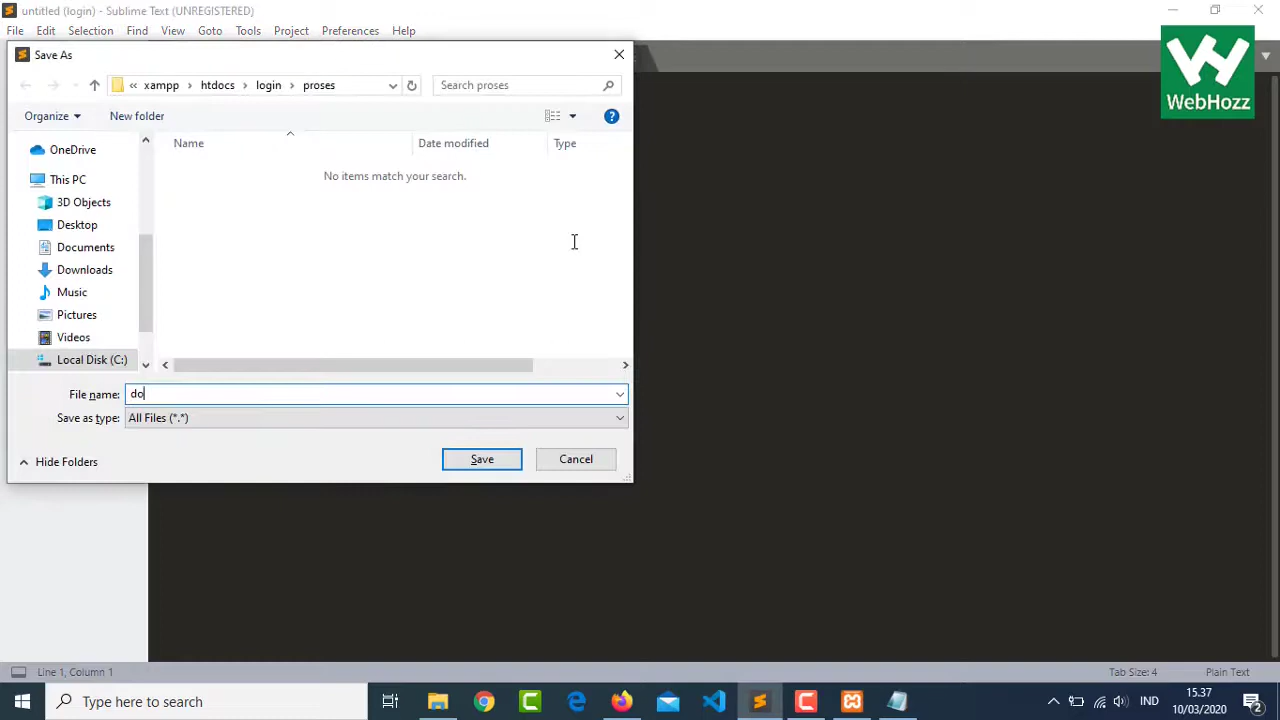 untitled (login) - Sublime Text (UNREGISTERED)
File Edit Selection Find View Goto Tools Project Preferences Help
WebHozz
Save As
« xampp › htdocs › login › proses
Search proses
Organize New folder
Name Date modified Type
No items match your search.
OneDrive
This PC
3D Objects
Desktop
Documents
Downloads
Music
Pictures
Videos
Local Disk (C:)
File name: do
Save as type: All Files (*.*)
Hide Folders Save Cancel
Line 1, Column 1 Tab Size: 4 Plain Text
Type here to search
IND
15.37
10/03/2020
2